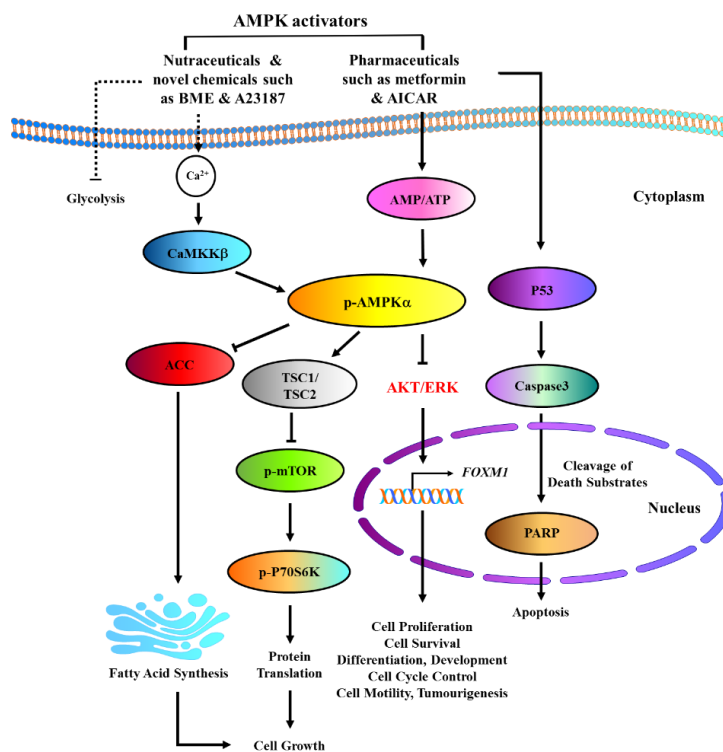 AMPK activators
Nutraceuticals &
novel chemicals such
as BME & A23187
Pharmaceuticals
such as metformin
& AICAR
Glycolysis
Ca²⁺
AMP/ATP
Cytoplasm
CaMKKβ
p-AMPKα
P53
ACC
TSC1/
TSC2
AKT/ERK
Caspase3
p-mTOR
FOXM1
Cleavage of
Death Substrates
Nucleus
PARP
p-P70S6K
Apoptosis
Cell Proliferation
Cell Survival
Differentiation, Development
Cell Cycle Control
Cell Motility, Tumourigenesis
Fatty Acid Synthesis
Protein
Translation
Cell Growth